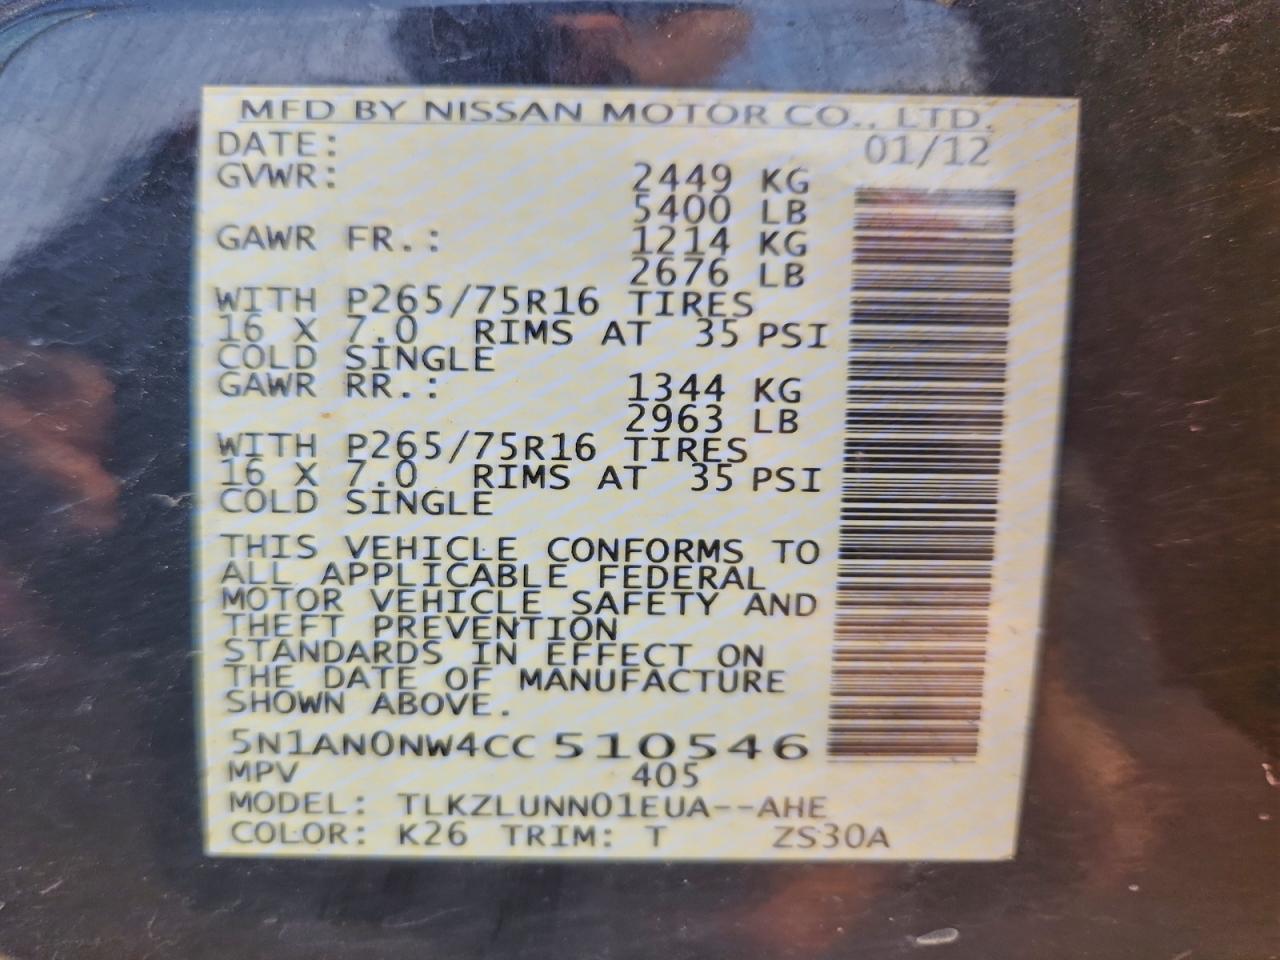 MFD BY NISSAN MOTOR CO., LTD.
DATE: 01/12
GVWR: 2449 KG
5400 LB
GAWR FR.: 1214 KG
2676 LB
WITH P265/75R16 TIRES
16 X 7.0 RIMS AT 35 PSI
COLD SINGLE
GAWR RR.: 1344 KG
2963 LB
WITH P265/75R16 TIRES
16 X 7.0 RIMS AT 35 PSI
COLD SINGLE
THIS VEHICLE CONFORMS TO
ALL APPLICABLE FEDERAL
MOTOR VEHICLE SAFETY AND
THEFT PREVENTION
STANDARDS IN EFFECT ON
THE DATE OF MANUFACTURE
SHOWN ABOVE.
5N1AN0NW4CC510546
MPV 405
MODEL: TLKZLUNN01EUA--AHE
COLOR: K26 TRIM: T ZS30A